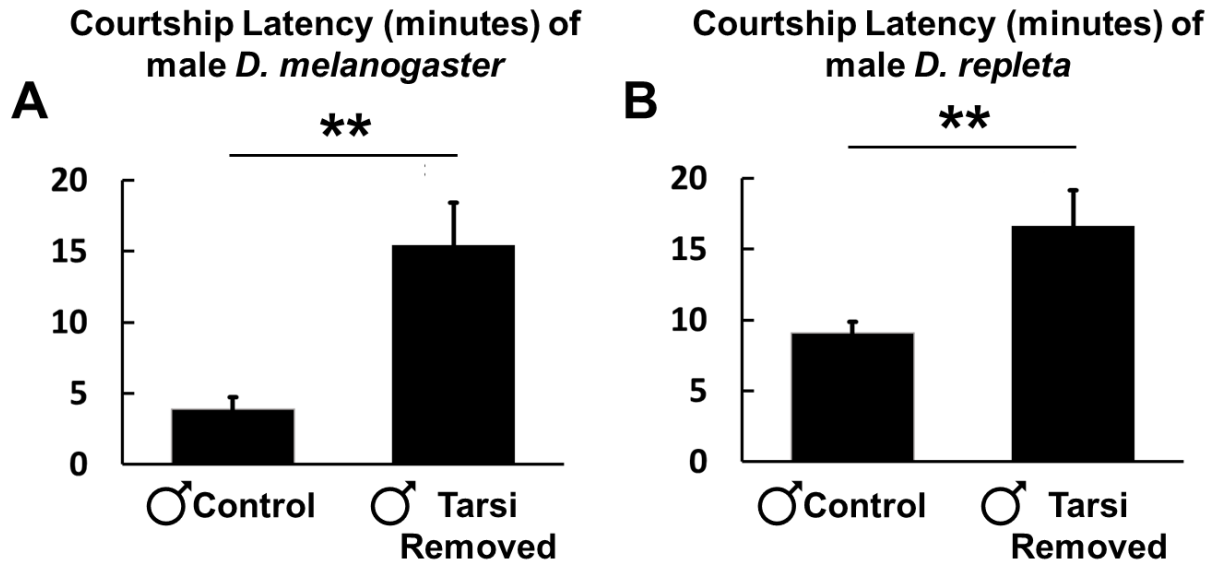 Courtship Latency (minutes) of
male D. melanogaster
A
**
20
15
10
5
0
♂Control
♂ Tarsi
Removed
Courtship Latency (minutes) of
male D. repleta
B
**
20
15
10
5
0
♂Control
♂ Tarsi
Removed